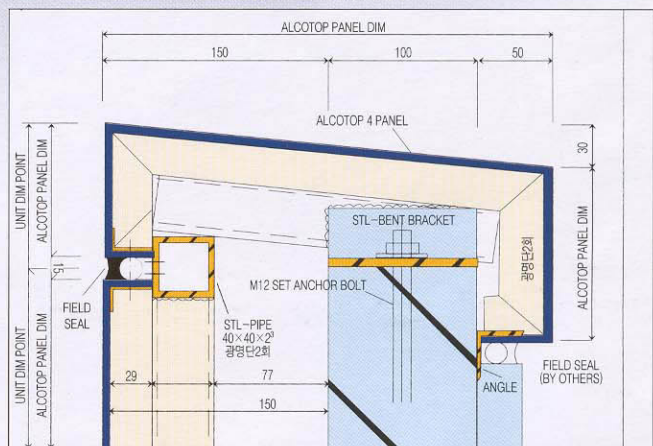 ALCOTOP PANEL DIM
150
100
50
ALCOTOP 4 PANEL
30
UNIT DIM POINT
ALCOTOP PANEL DIM
STL-BENT BRACKET
광명단2회
ALCOTOP PANEL DIM
15
M12 SET ANCHOR BOLT
FIELD
SEAL
STL-PIPE
40×40×2³
광명단2회
UNIT DIM POINT
ALCOTOP PANEL DIM
29
77
ANGLE
FIELD SEAL
(BY OTHERS)
150